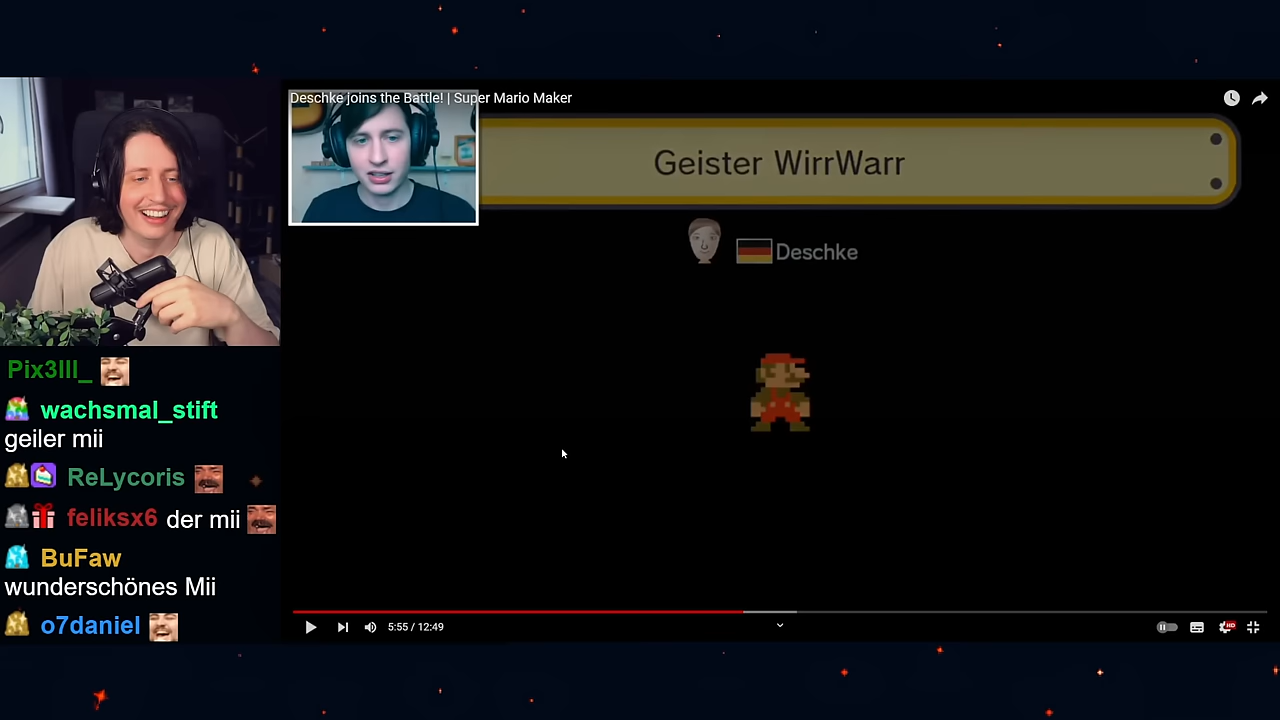 Deschke joins the Battle! | Super Mario Maker
Geister WirrWarr
Deschke
Pix3lll_
wachsmal_stift
geiler mii
ReLycoris
feliksx6 der mii
BuFaw
wunderschönes Mii
o7daniel
5:55 / 12:49
HD